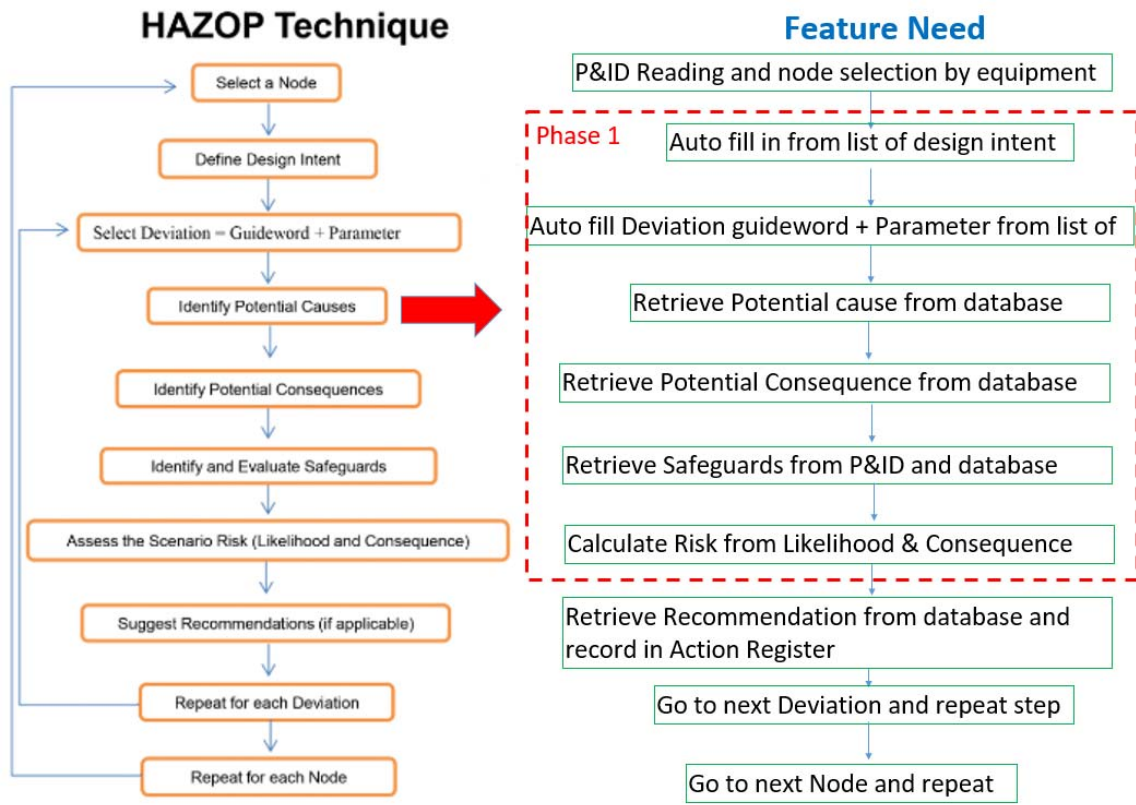 HAZOP Technique
Select a Node
Define Design Intent
Select Deviation = Guideword + Parameter
Identify Potential Causes
Identify Potential Consequences
Identify and Evaluate Safeguards
Assess the Scenario Risk (Likelihood and Consequence)
Suggest Recommendations (if applicable)
Repeat for each Deviation
Repeat for each Node
Feature Need
P&ID Reading and node selection by equipment
Phase 1
Auto fill in from list of design intent
Auto fill Deviation guideword + Parameter from list of
Retrieve Potential cause from database
Retrieve Potential Consequence from database
Retrieve Safeguards from P&ID and database
Calculate Risk from Likelihood & Consequence
Retrieve Recommendation from database and
record in Action Register
Go to next Deviation and repeat step
Go to next Node and repeat